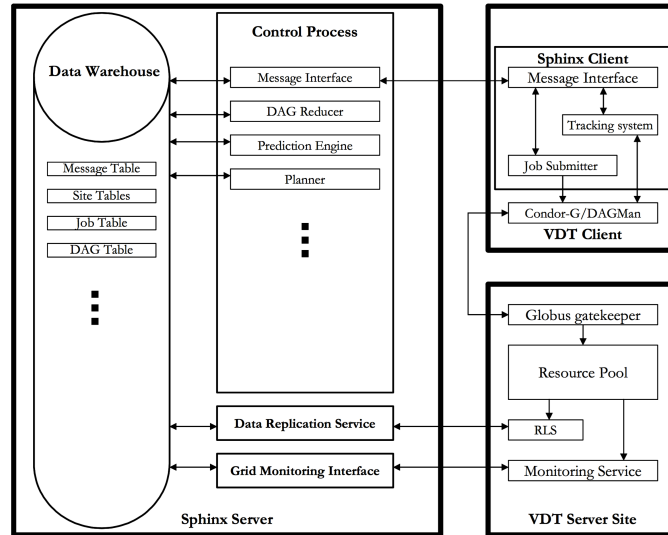 Data Warehouse
Message Table
Site Tables
Job Table
DAG Table
Control Process
Message Interface
DAG Reducer
Prediction Engine
Planner
Data Replication Service
Grid Monitoring Interface
Sphinx Server
Sphinx Client
Message Interface
Tracking system
Job Submitter
Condor-G/DAGMan
VDT Client
Globus gatekeeper
Resource Pool
RLS
Monitoring Service
VDT Server Site